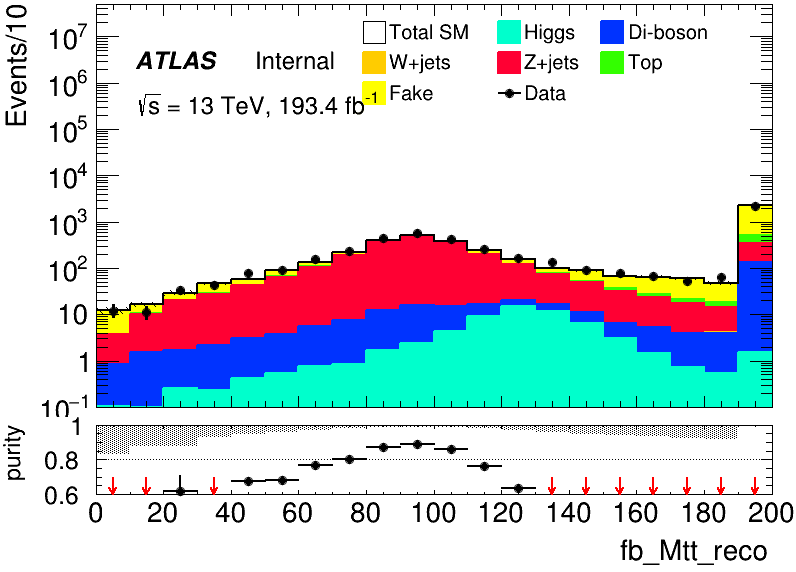 Events/10
10⁷
10⁶
10⁵
10⁴
10³
10²
10
1
10⁻¹
ATLAS Internal
√s = 13 TeV, 193.4 fb⁻¹
Total SM Higgs Di-boson
W+jets Z+jets Top
Fake Data
purity
1
0.8
0.6
0 20 40 60 80 100 120 140 160 180 200
fb_Mtt_reco